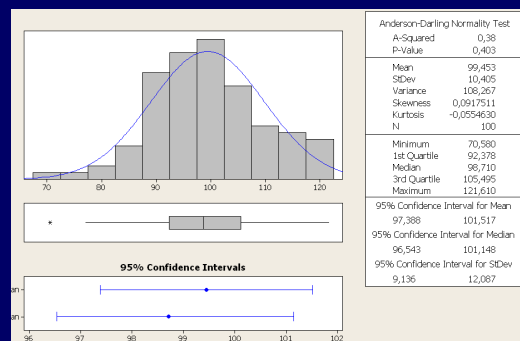 Anderson-Darling Normality Test
A-Squared 0,38
P-Value 0,403
Mean 99,453
StDev 10,405
Variance 108,267
Skewness 0,0917511
Kurtosis -0,0554630
N 100
Minimum 70,580
1st Quartile 92,378
Median 98,710
3rd Quartile 105,495
Maximum 121,610
95% Confidence Interval for Mean
97,388 101,517
95% Confidence Interval for Median
96,543 101,148
95% Confidence Interval for StDev
9,136 12,087
70 80 90 100 110 120
*
95% Confidence Intervals
an
an
96 97 98 99 100 101 102